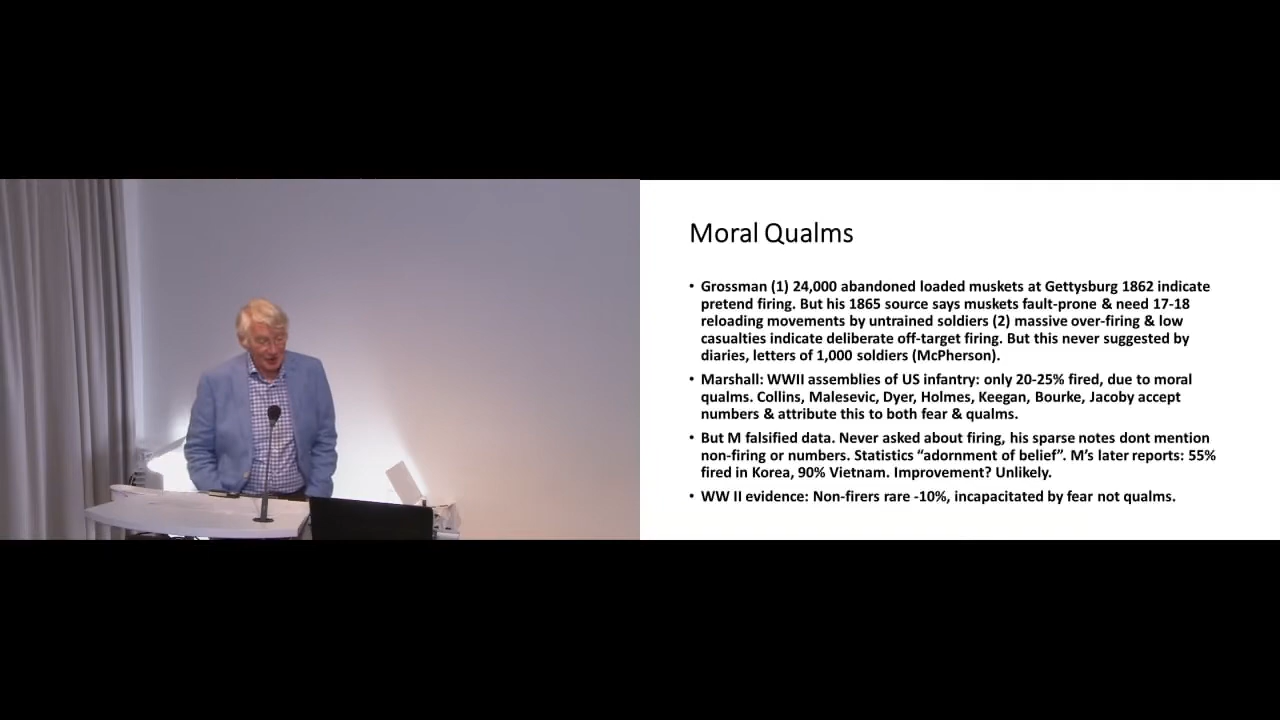 Moral Qualms
• Grossman (1) 24,000 abandoned loaded muskets at Gettysburg 1862 indicate
pretend firing. But his 1865 source says muskets fault-prone & need 17-18
reloading movements by untrained soldiers (2) massive over-firing & low
casualties indicate deliberate off-target firing. But this never suggested by
diaries, letters of 1,000 soldiers (McPherson).
• Marshall: WWII assemblies of US infantry: only 20-25% fired, due to moral
qualms. Collins, Malesevic, Dyer, Holmes, Keegan, Bourke, Jacoby accept
numbers & attribute this to both fear & qualms.
• But M falsified data. Never asked about firing, his sparse notes dont mention
non-firing or numbers. Statistics “adornment of belief”. M’s later reports: 55%
fired in Korea, 90% Vietnam. Improvement? Unlikely.
• WW II evidence: Non-firers rare -10%, incapacitated by fear not qualms.